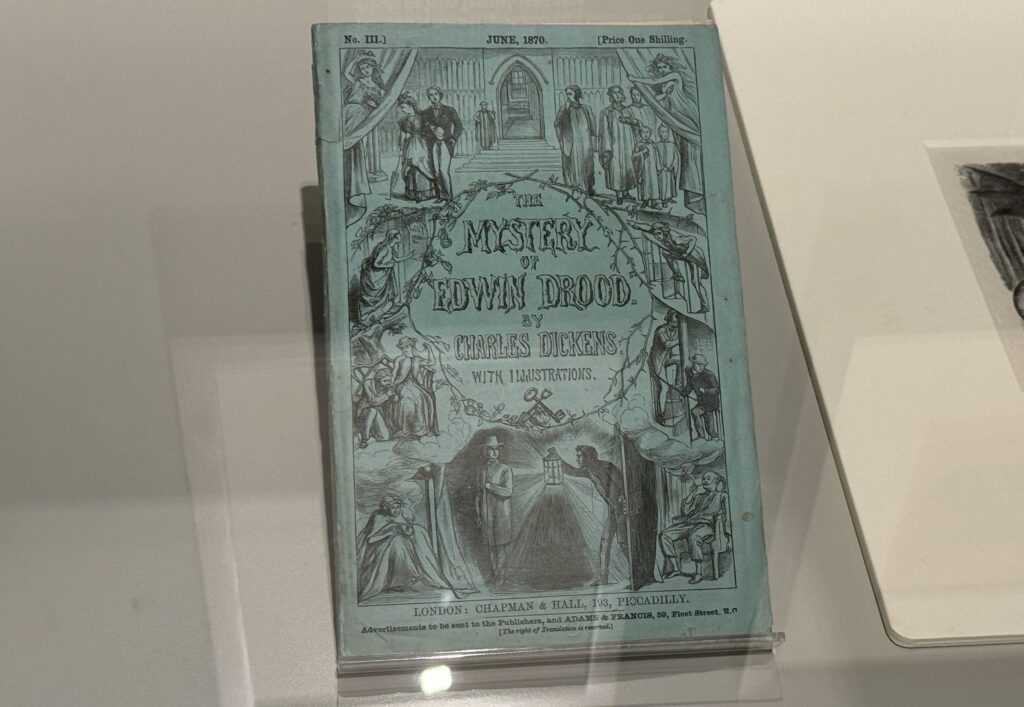 No. III.] JUNE, 1870. [Price One Shilling.
THE
MYSTERY
OF
EDWIN DROOD.
BY
CHARLES DICKENS.
WITH ILLUSTRATIONS.
LONDON: CHAPMAN & HALL, 193, PICCADILLY.
Advertisements to be sent to the Publishers, and ADAMS & FRANCIS, 59, Fleet Street, E.C.
[The right of Translation is reserved.]